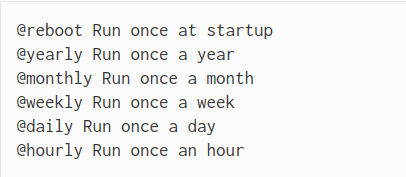 @reboot Run once at startup
@yearly Run once a year
@monthly Run once a month
@weekly Run once a week
@daily Run once a day
@hourly Run once an hour